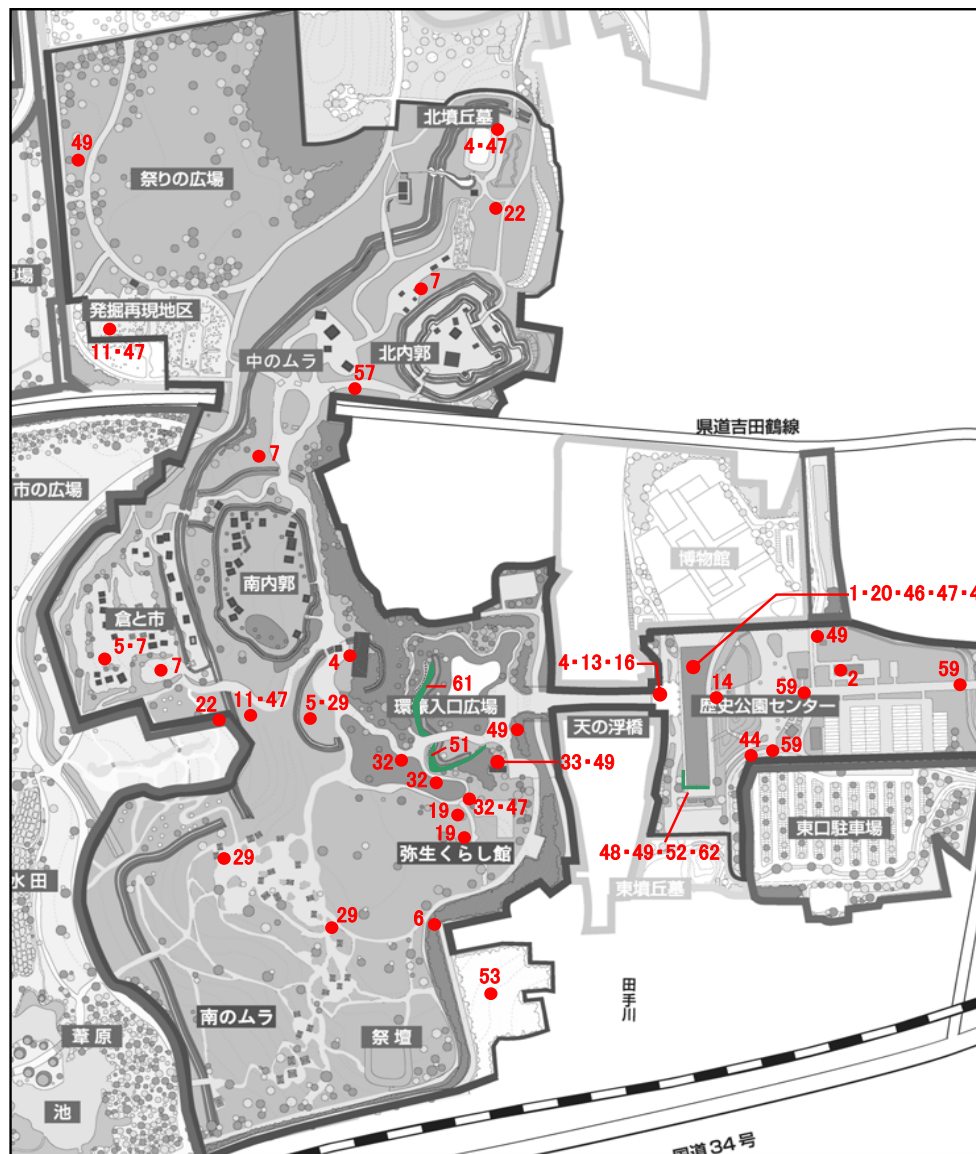 北墳丘墓
4・47
49
祭りの広場
22
7
発掘再現地区
11・47
北内郭
中のムラ
57
県道吉田鶴線
7
市の広場
博物館
南内郭
1・20・46・47・4
倉と市
49
5・7
7
4
4・13・16
2
59
61
14
59
歴史公園センター
22
11・47
5・29
環濠入口広場
天の浮橋
49
51
59
44
32
33・49
32
32・47
19
19
弥生くらし館
東口駐車場
48・49・52・62
29
東墳丘墓
水田
29
6
53
田手川
南のムラ
祭壇
葦原
池
国道34号